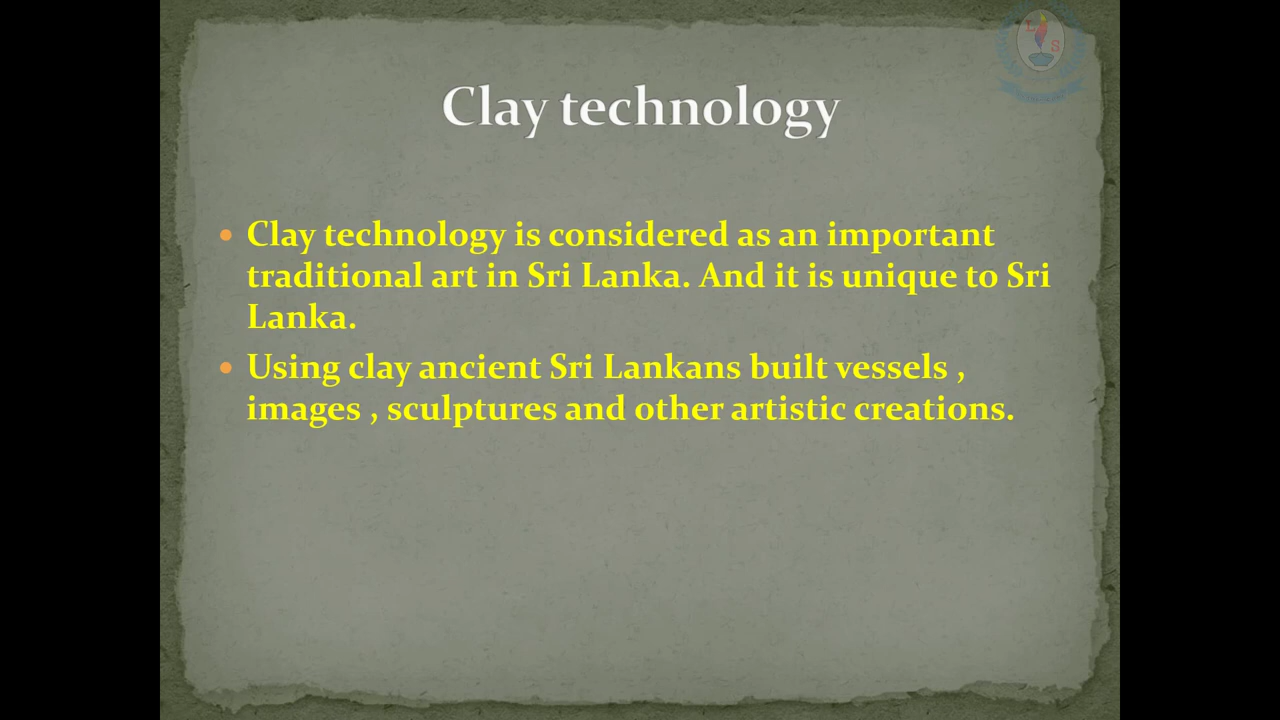 L
S
Clay technology
Clay technology is considered as an important
traditional art in Sri Lanka. And it is unique to Sri
Lanka.
Using clay ancient Sri Lankans built vessels ,
images , sculptures and other artistic creations.